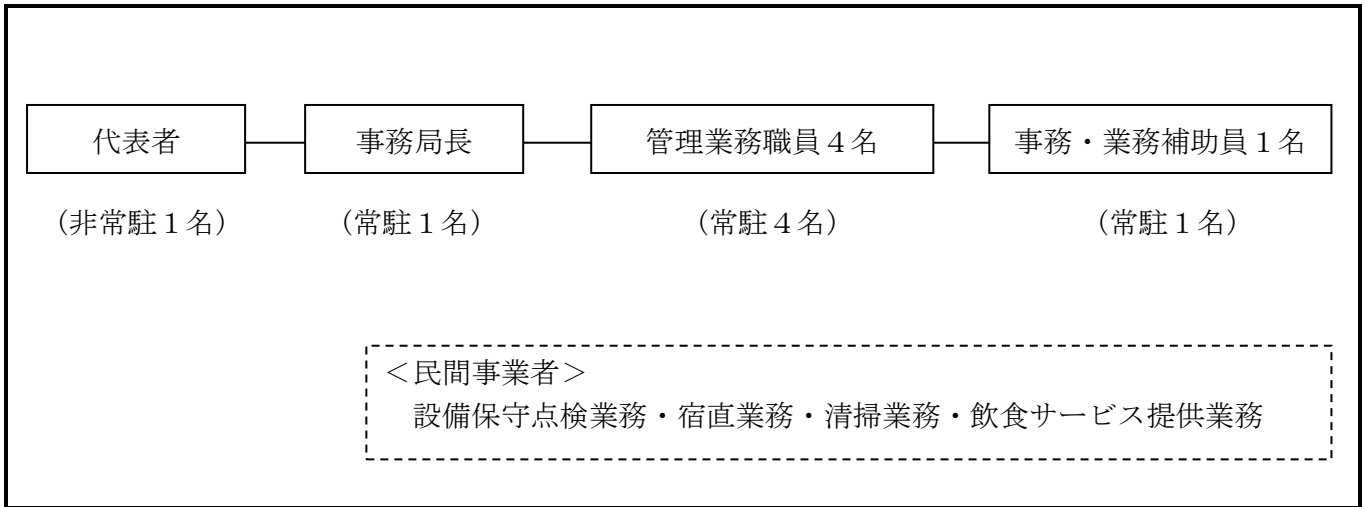 代表者
事務局長
管理業務職員４名
事務・業務補助員１名
（非常駐１名）
（常駐１名）
（常駐４名）
（常駐１名）
＜民間事業者＞
設備保守点検業務・宿直業務・清掃業務・飲食サービス提供業務